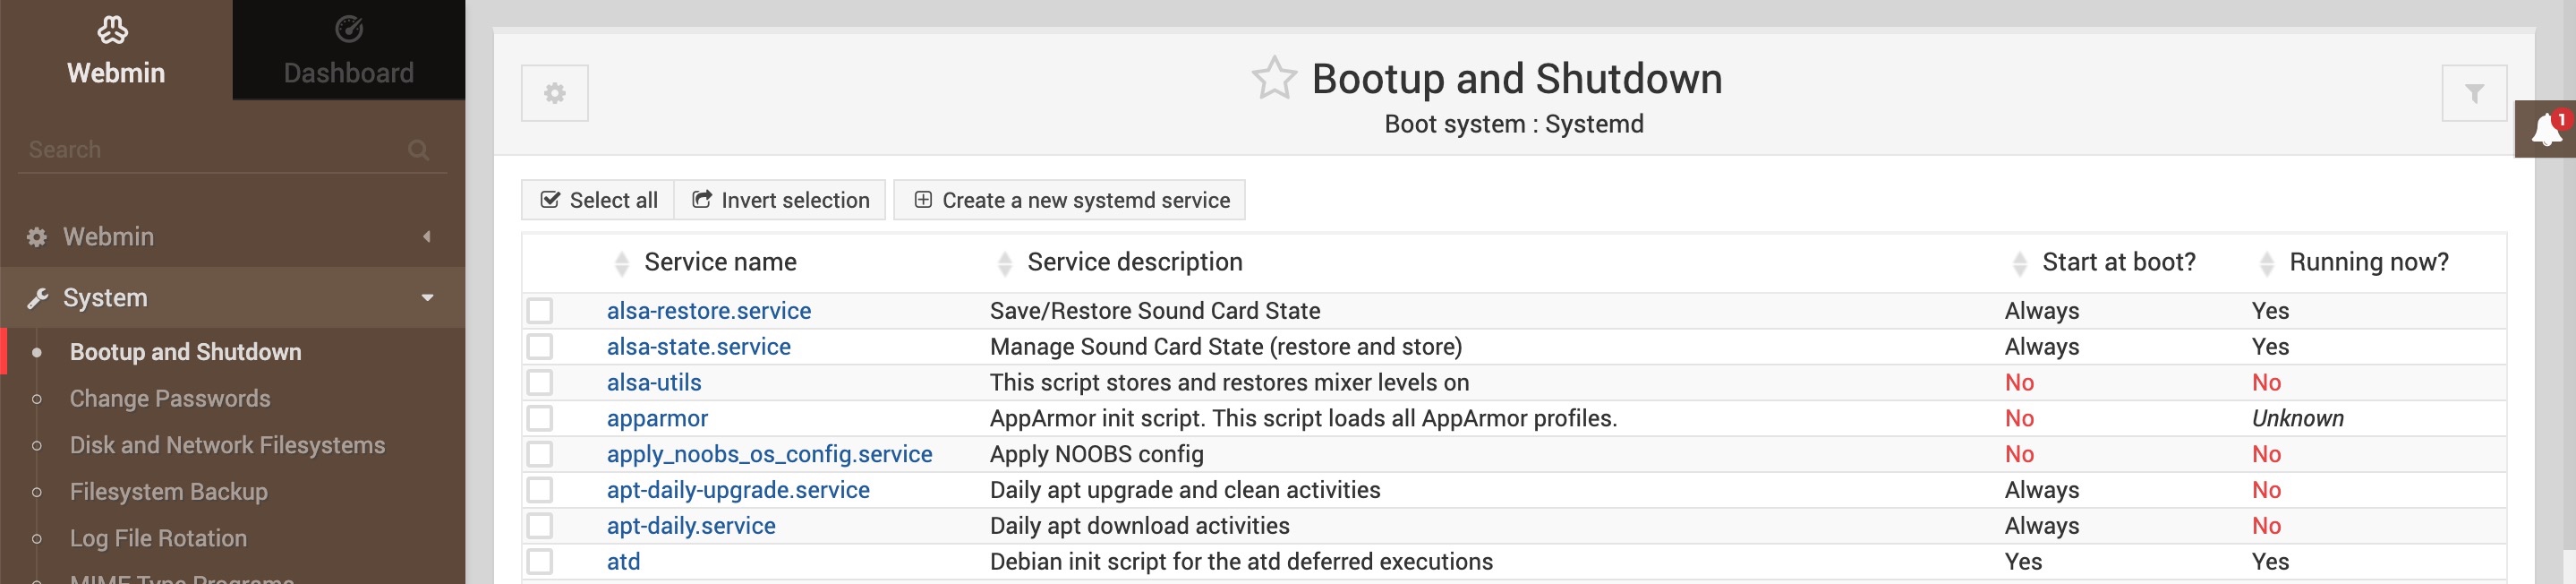 Webmin
Dashboard
Search
Webmin
System
Bootup and Shutdown
Change Passwords
Disk and Network Filesystems
Filesystem Backup
Log File Rotation
MIME Type Programs
Bootup and Shutdown
Boot system : Systemd
1
Select all Invert selection Create a new systemd service
Service name Service description Start at boot? Running now?
alsa-restore.service Save/Restore Sound Card State Always Yes
alsa-state.service Manage Sound Card State (restore and store) Always Yes
alsa-utils This script stores and restores mixer levels on No No
apparmor AppArmor init script. This script loads all AppArmor profiles. No Unknown
apply_noobs_os_config.service Apply NOOBS config No No
apt-daily-upgrade.service Daily apt upgrade and clean activities Always No
apt-daily.service Daily apt download activities Always No
atd Debian init script for the atd deferred executions Yes Yes